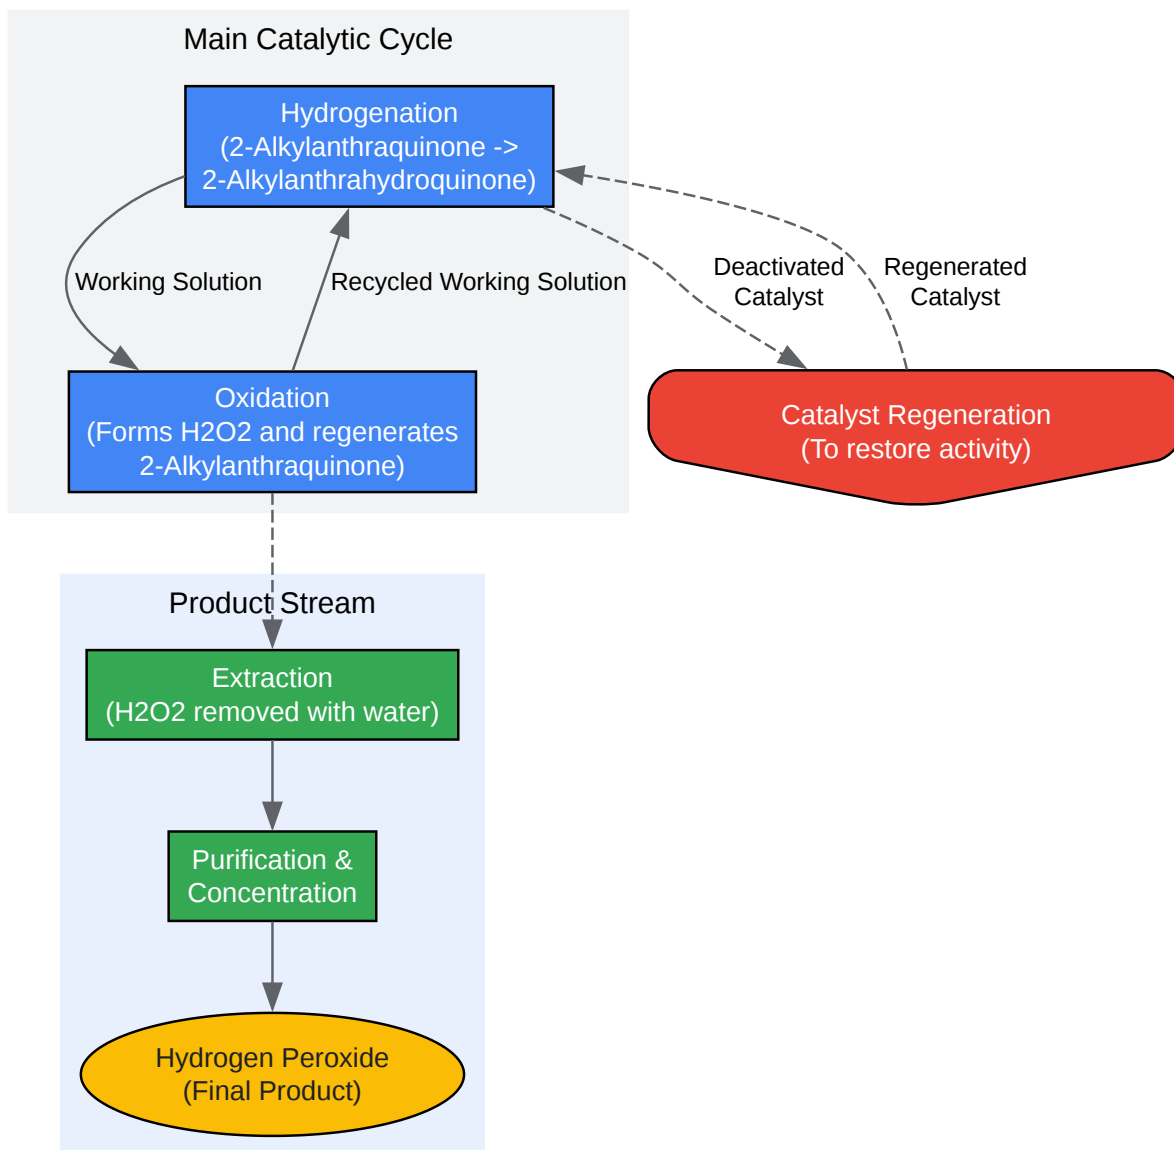 Main Catalytic Cycle
Hydrogenation
(2-Alkylanthraquinone ->
2-Alkylanthrahydroquinone)
Working Solution
Recycled Working Solution
Deactivated
Catalyst
Regenerated
Catalyst
Oxidation
(Forms H2O2 and regenerates
2-Alkylanthraquinone)
Catalyst Regeneration
(To restore activity)
Product Stream
Extraction
(H2O2 removed with water)
Purification &
Concentration
Hydrogen Peroxide
(Final Product)